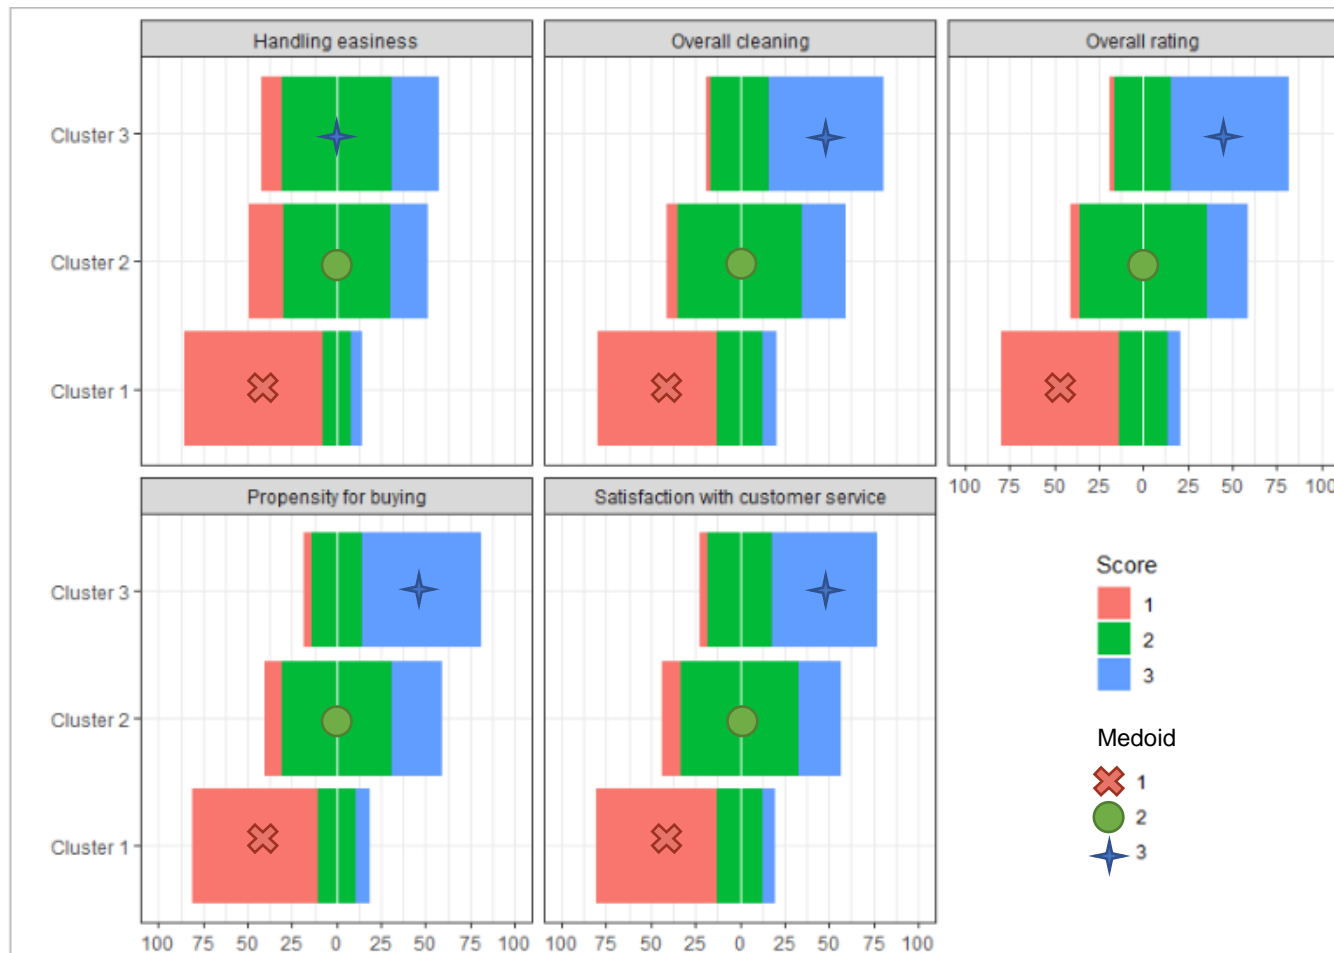 Handling easiness
Overall cleaning
Overall rating
Cluster 3
Cluster 2
Cluster 1
100 75 50 25 0 25 50 75 100
Propensity for buying
Satisfaction with customer service
Cluster 3
Cluster 2
Cluster 1
100 75 50 25 0 25 50 75 100
100 75 50 25 0 25 50 75 100
Score
1
2
3
Medoid
1
2
3